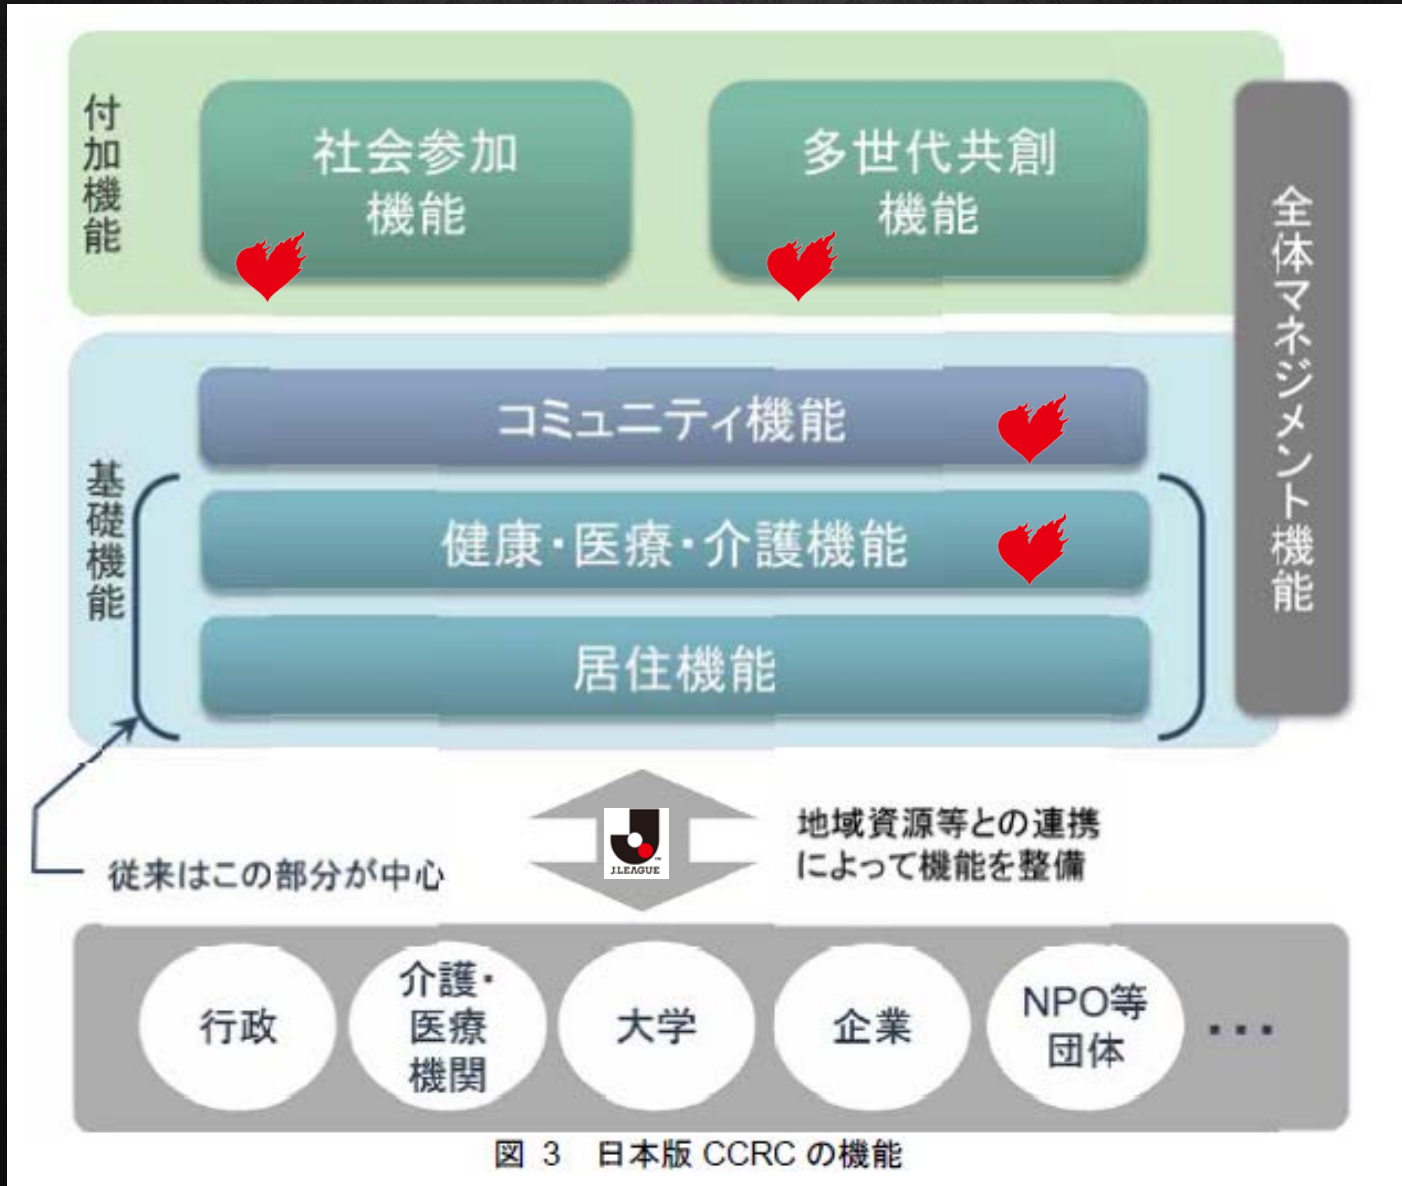 付加機能
社会参加
機能
多世代共創
機能
全体マネジメント機能
基礎機能
コミュニティ機能
健康・医療・介護機能
居住機能
従来はこの部分が中心
J.LEAGUE
地域資源等との連携
によって機能を整備
行政
介護・
医療
機関
大学
企業
NPO等
団体
・・・
図 3 日本版 CCRC の機能